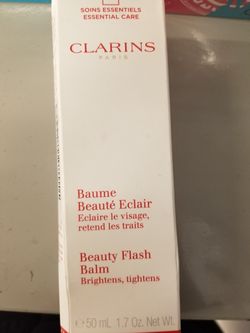 SOINS ESSENTIELS
ESSENTIAL CARE
CLARINS
PARIS
Baume
Beauté Eclair
Eclaire le visage,
retend les traits
Beauty Flash
Balm
Brightens, tightens
e 50 mL 1.7 Oz. Net Wt.